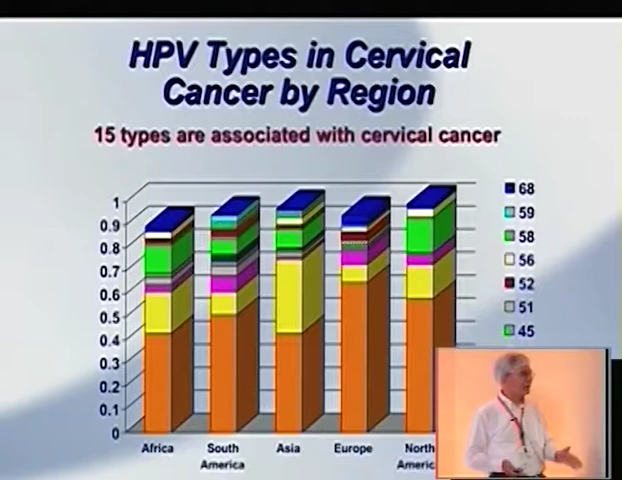 HPV Types in Cervical
Cancer by Region
15 types are associated with cervical cancer
1
0.9
0.8
0.7
0.6
0.5
0.4
0.3
0.2
0.1
0
Africa
South
America
Asia
Europe
North
Americ
68
59
58
56
52
51
45